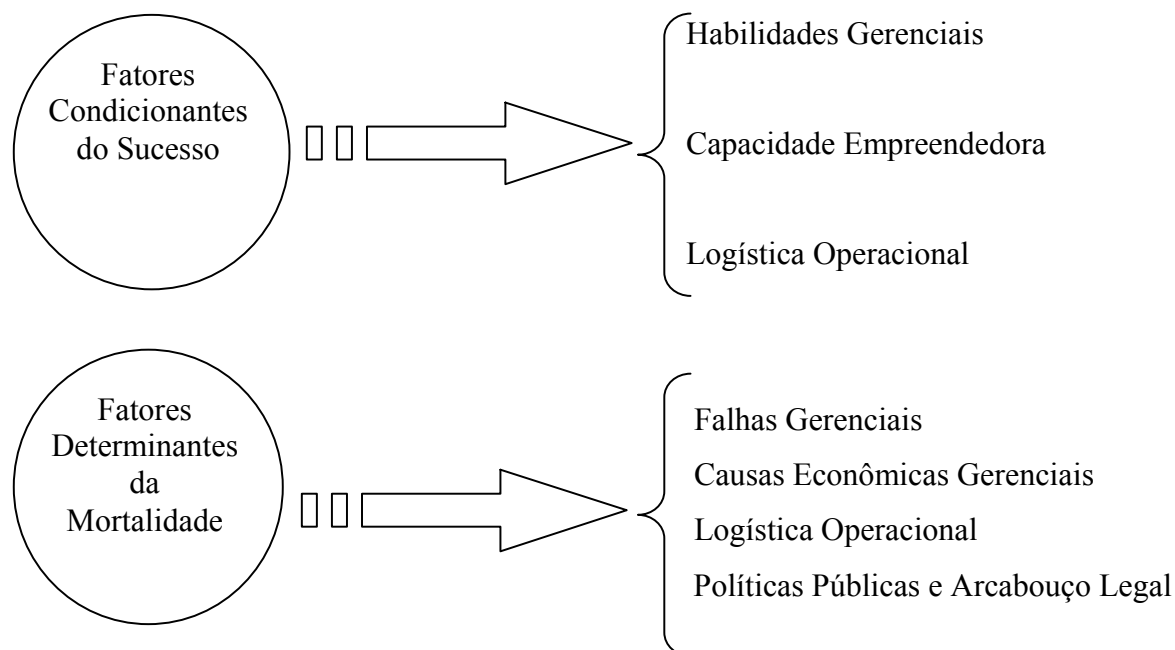 Fatores
Condicionantes
do Sucesso
Habilidades Gerenciais
Capacidade Empreendedora
Logística Operacional
Fatores
Determinantes
da
Mortalidade
Falhas Gerenciais
Causas Econômicas Gerenciais
Logística Operacional
Políticas Públicas e Arcabouço Legal